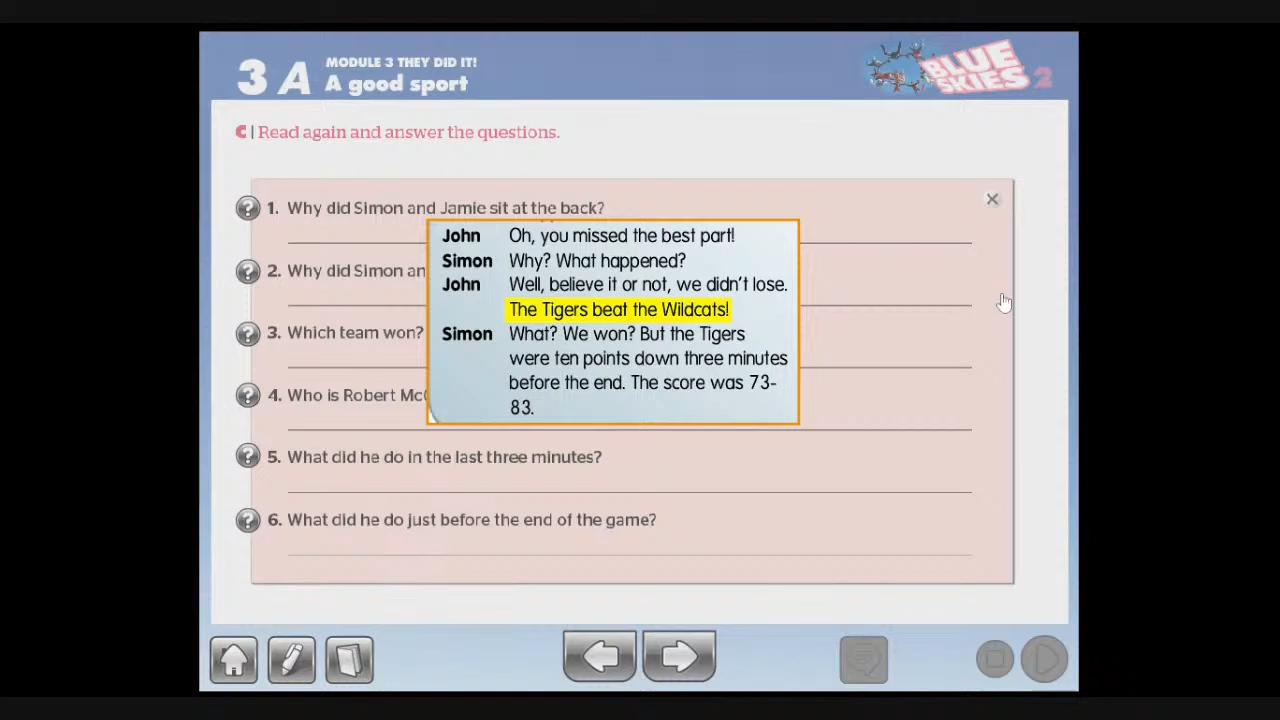 3 A
MODULE 3 THEY DID IT!
A good sport
BLUE
SKIES 2
C | Read again and answer the questions.
1. Why did Simon and Jamie sit at the back?
2. Why did Simon an
3. Which team won?
4. Who is Robert Mc
5. What did he do in the last three minutes?
6. What did he do just before the end of the game?
John Oh, you missed the best part!
Simon Why? What happened?
John Well, believe it or not, we didn't lose.
The Tigers beat the Wildcats!
Simon What? We won? But the Tigers
were ten points down three minutes
before the end. The score was 73-
83.